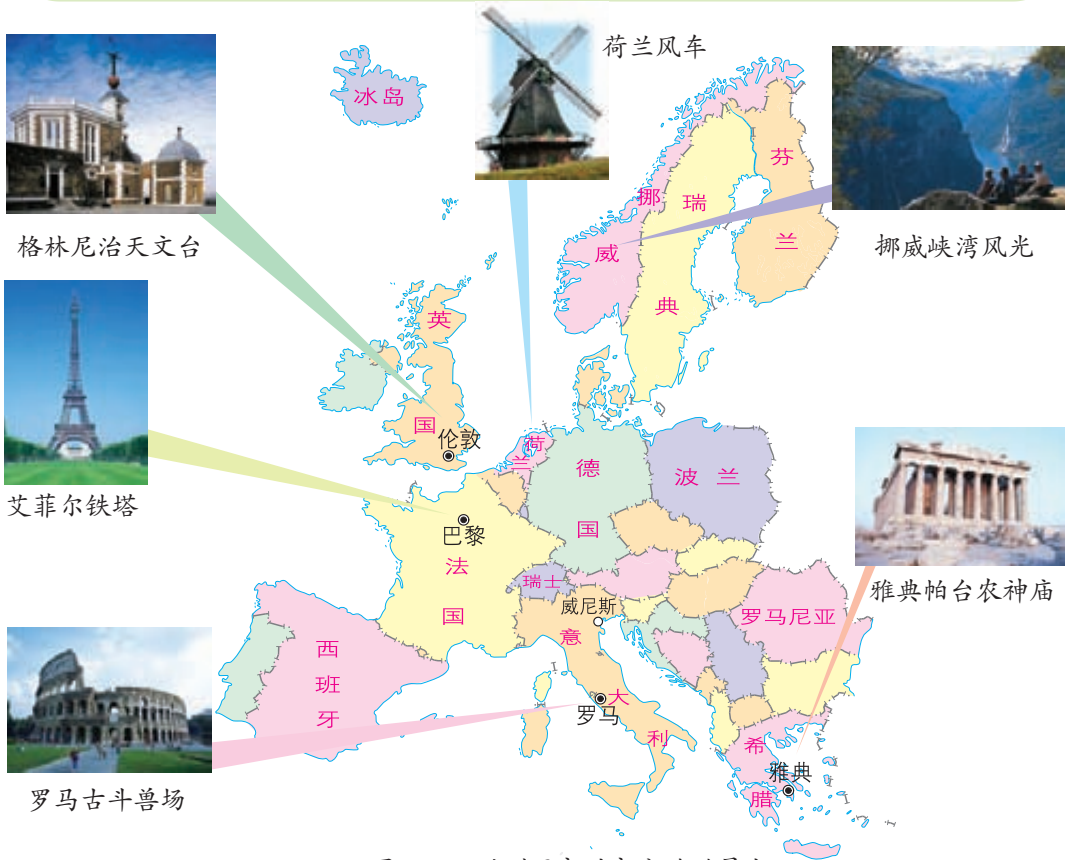 荷兰风车
冰岛
芬兰
挪威
瑞典
格林尼治天文台
挪威峡湾风光
英国
伦敦
荷兰
德国
波兰
艾菲尔铁塔
巴黎
法国
瑞士
威尼斯
雅典帕台农神庙
罗马尼亚
意大利
西班牙
罗马
希腊
雅典
罗马古斗兽场